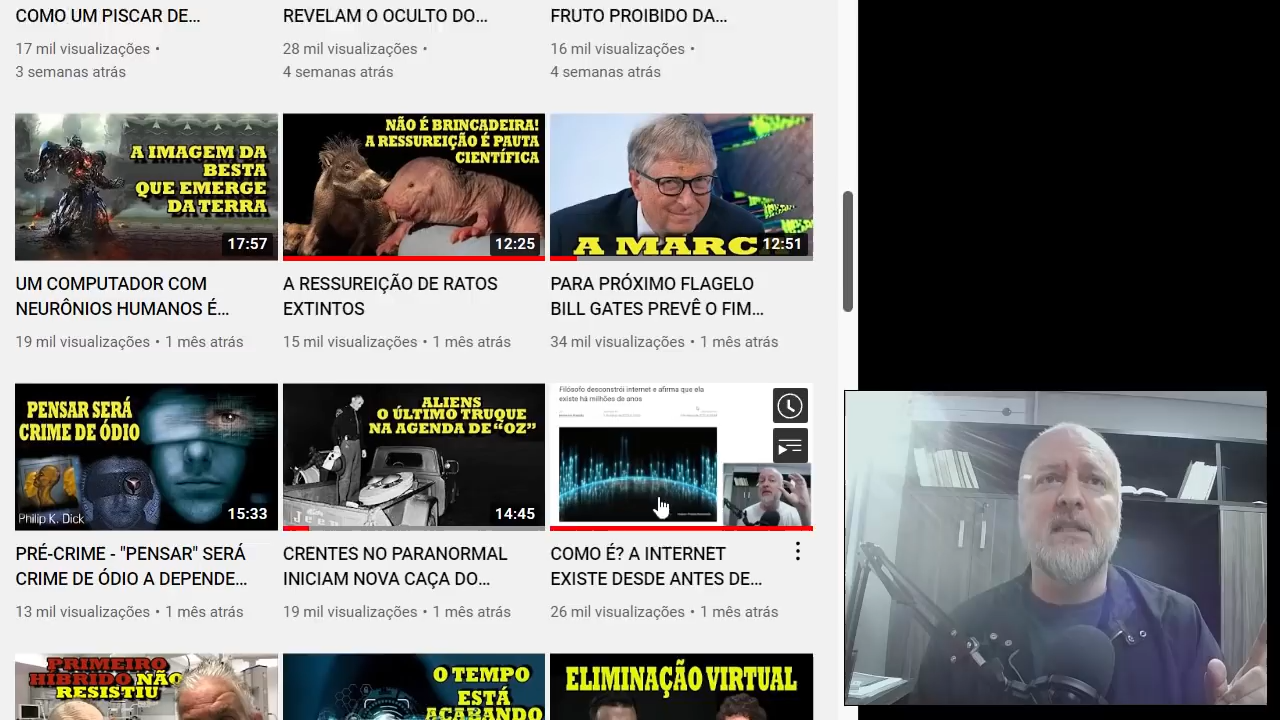 COMO UM PISCAR DE...
17 mil visualizações •
3 semanas atrás
REVELAM O OCULTO DO...
28 mil visualizações •
4 semanas atrás
FRUTO PROIBIDO DA...
16 mil visualizações •
4 semanas atrás
A IMAGEM DA
BESTA
QUE EMERGE
DA TERRA
17:57
UM COMPUTADOR COM
NEURÔNIOS HUMANOS É...
19 mil visualizações • 1 mês atrás
NÃO É BRINCADEIRA!
A RESSUREIÇÃO É PAUTA
CIENTÍFICA
12:25
A RESSUREIÇÃO DE RATOS
EXTINTOS
15 mil visualizações • 1 mês atrás
A MARC
12:51
PARA PRÓXIMO FLAGELO
BILL GATES PREVÊ O FIM...
34 mil visualizações • 1 mês atrás
PENSAR SERÁ
CRIME DE ÓDIO
Philip K. Dick
15:33
PRÉ-CRIME - "PENSAR" SERÁ
CRIME DE ÓDIO A DEPENDE...
13 mil visualizações • 1 mês atrás
ALIENS
O ÚLTIMO TRUQUE
NA AGENDA DE "OZ"
Jeep
14:45
CRENTES NO PARANORMAL
INICIAM NOVA CAÇA DO...
19 mil visualizações • 1 mês atrás
Filósofo desconstrói internet e afirma que ela
existe há milhões de anos
COMO É? A INTERNET
EXISTE DESDE ANTES DE...
26 mil visualizações • 1 mês atrás
PRIMEIRO
HIBRIDO NÃO
RESISTIU
O TEMPO
ESTÁ
ACABANDO
ELIMINAÇÃO VIRTUAL